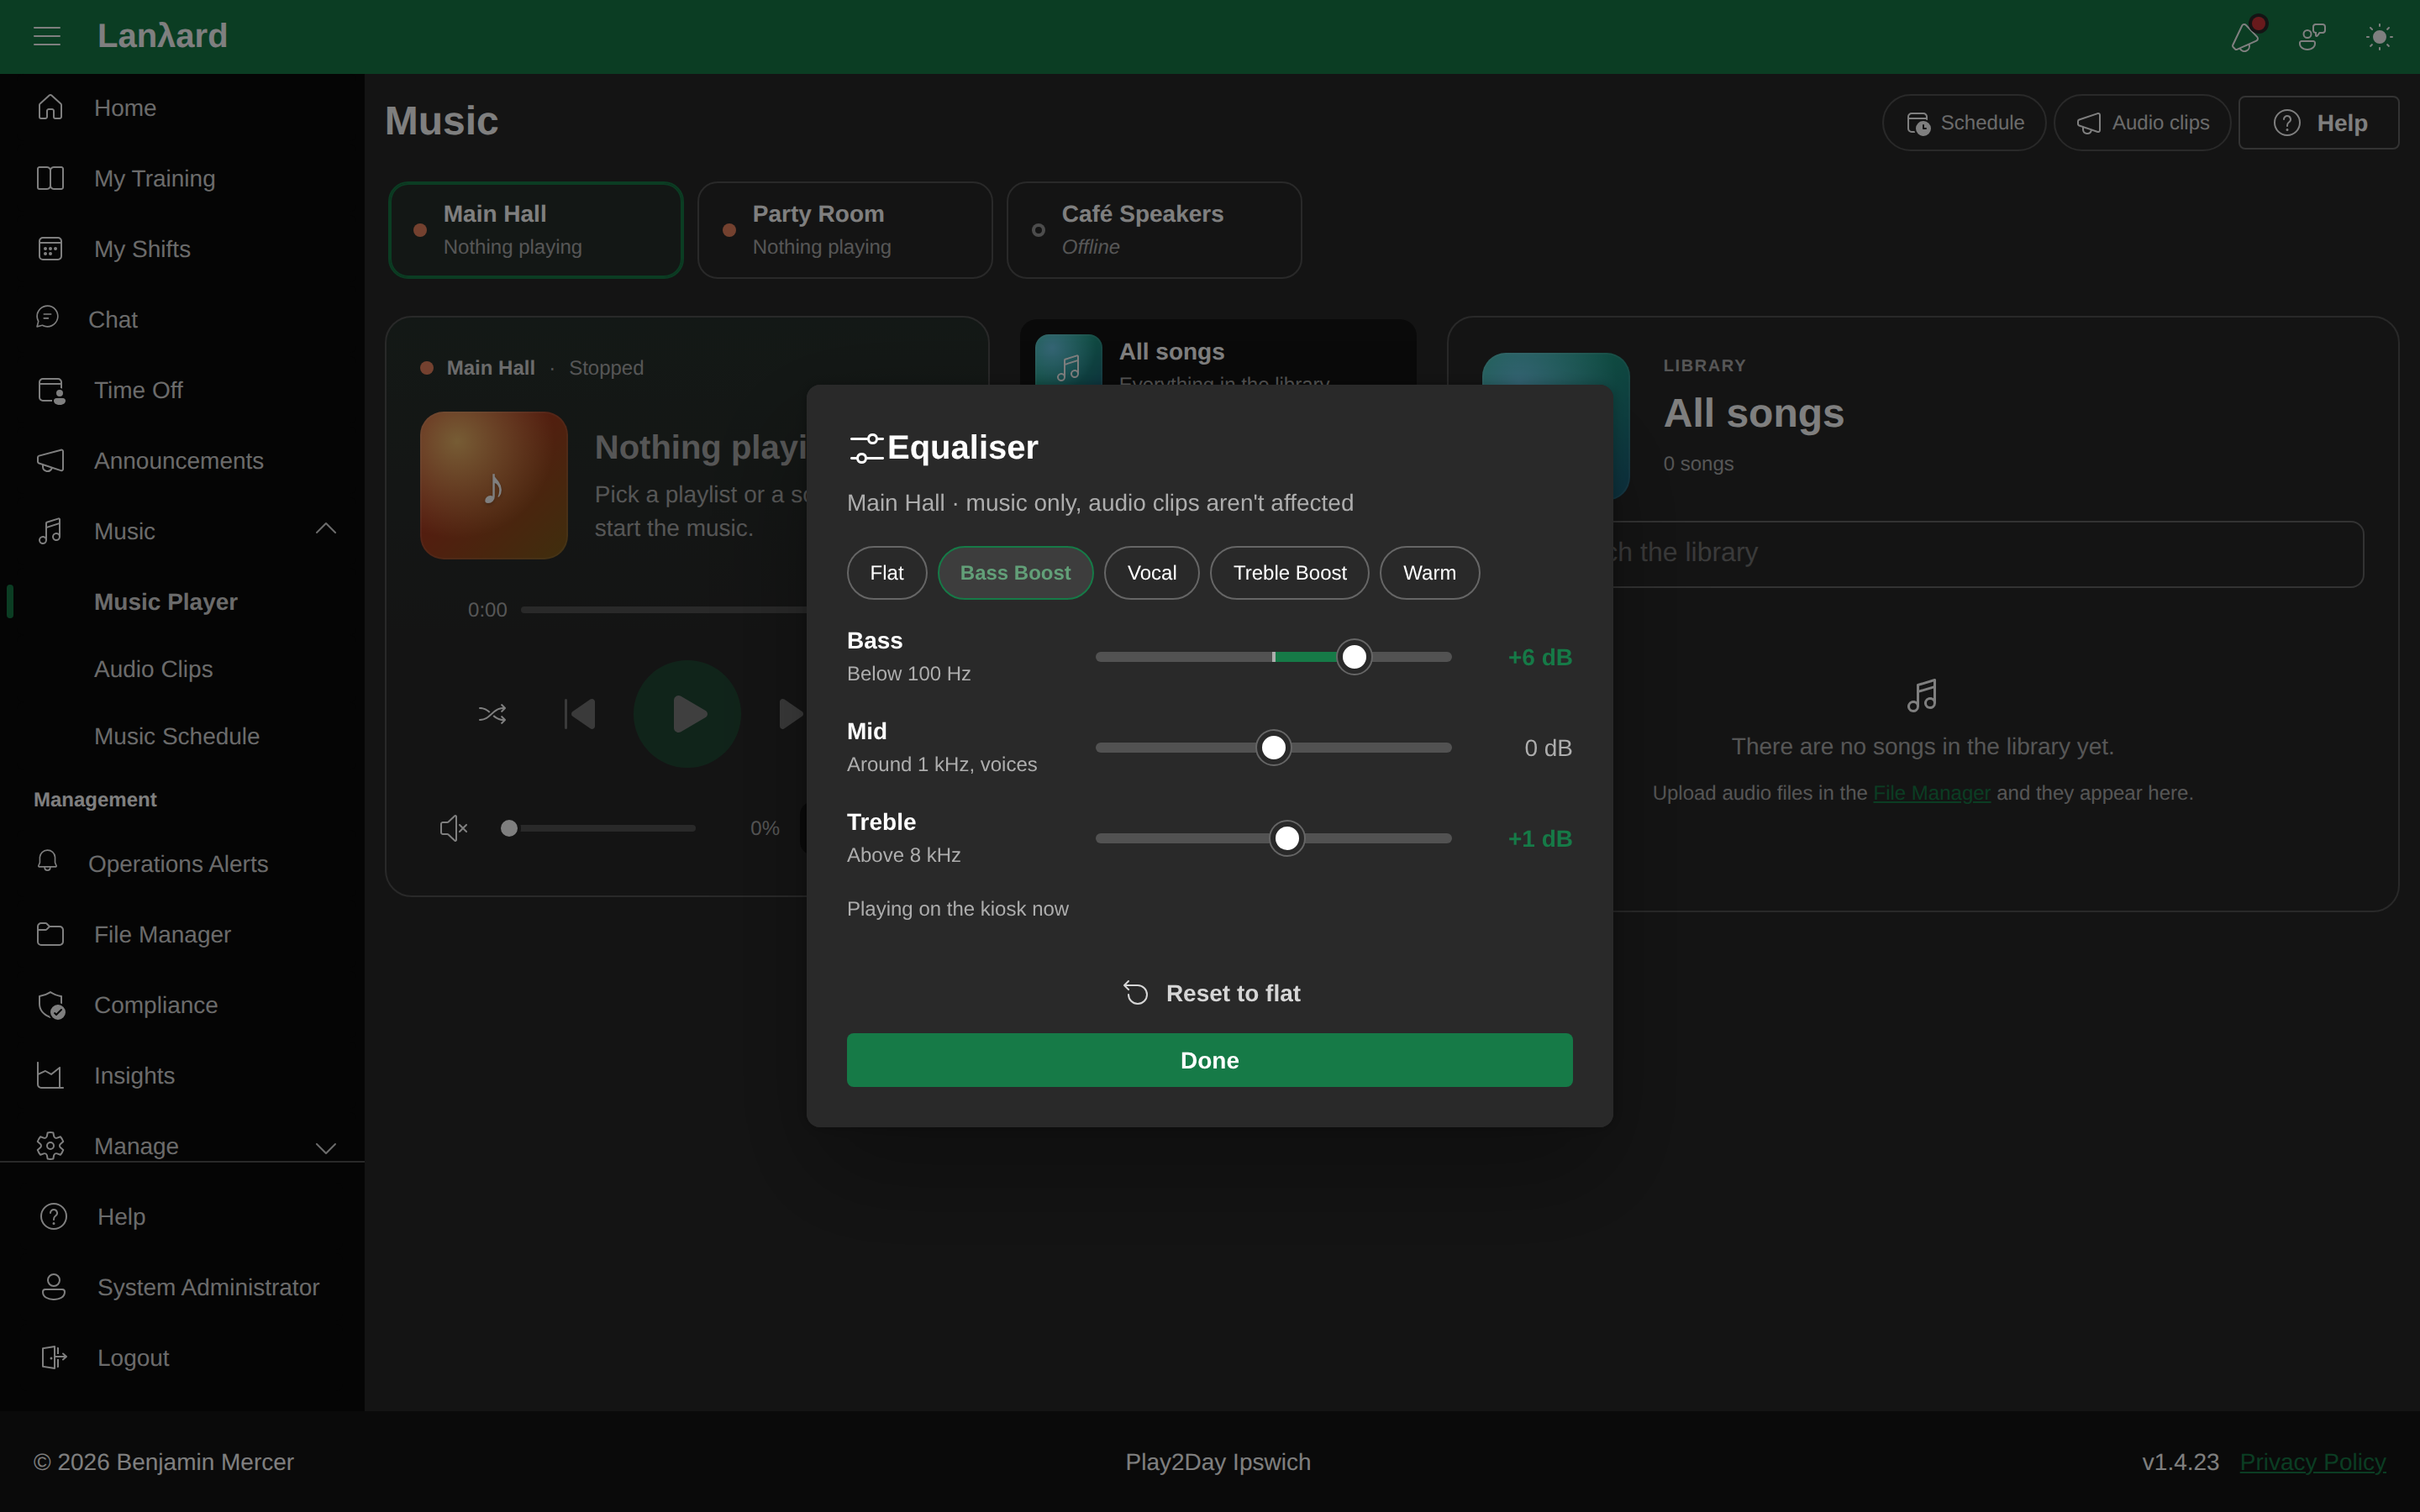 Lanλard
Home
My Training
My Shifts
Chat
Time Off
Announcements
Music
Music Player
Audio Clips
Music Schedule
Management
Operations Alerts
File Manager
Compliance
Insights
Manage
Help
System Administrator
Logout
Music
Schedule
Audio clips
Help
Main Hall
Nothing playing
Party Room
Nothing playing
Café Speakers
Offline
Main Hall · Stopped
Nothing playi
Pick a playlist or a so
start the music.
0:00
0%
All songs
Everything in the library
LIBRARY
All songs
0 songs
ch the library
There are no songs in the library yet.
Upload audio files in the File Manager and they appear here.
Equaliser
Main Hall · music only, audio clips aren't affected
Flat
Bass Boost
Vocal
Treble Boost
Warm
Bass
Below 100 Hz
+6 dB
Mid
Around 1 kHz, voices
0 dB
Treble
Above 8 kHz
+1 dB
Playing on the kiosk now
Reset to flat
Done
© 2026 Benjamin Mercer
Play2Day Ipswich
v1.4.23 Privacy Policy